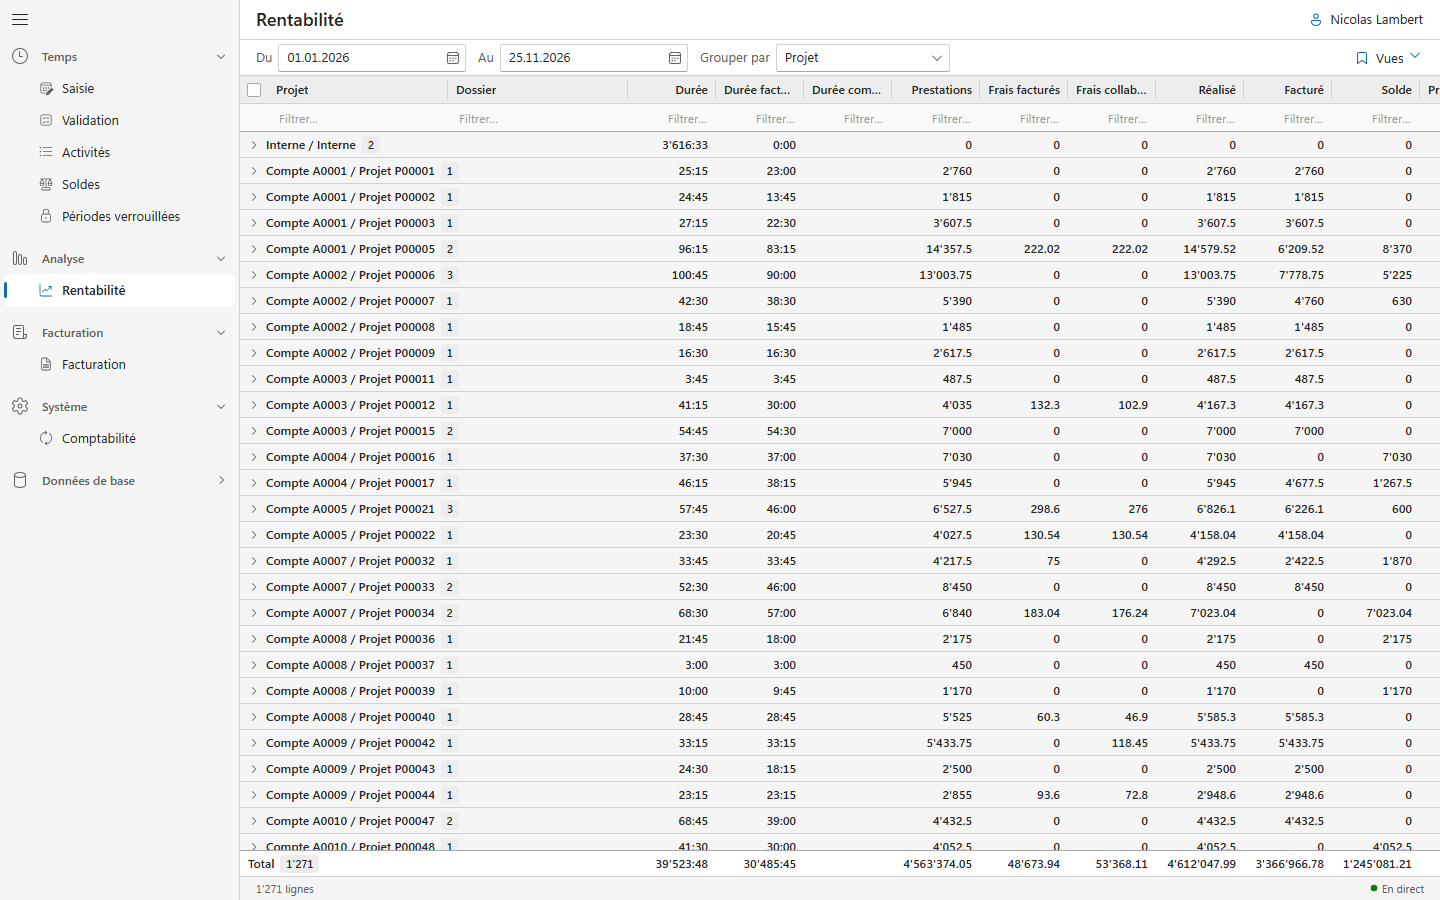 Rentabilité
Nicolas Lambert
Temps
Saisie
Validation
Activités
Soldes
Périodes verrouillées
Analyse
Rentabilité
Facturation
Facturation
Système
Comptabilité
Données de base
Du 01.01.2026 Au 25.11.2026 Grouper par Projet Vues
Projet Dossier Durée Durée fact... Durée com... Prestations Frais facturés Frais collab... Réalisé Facturé Solde Pr
Filtrer... Filtrer... Filtrer... Filtrer... Filtrer... Filtrer... Filtrer... Filtrer... Filtrer... Filtrer... Filtrer...
Interne / Interne 2 3'616:33 0:00 0 0 0 0 0 0
Compte A0001 / Projet P00001 1 25:15 23:00 2'760 0 0 2'760 2'760 0
Compte A0001 / Projet P00002 1 24:45 13:45 1'815 0 0 1'815 1'815 0
Compte A0001 / Projet P00003 1 27:15 22:30 3'607.5 0 0 3'607.5 3'607.5 0
Compte A0001 / Projet P00005 2 96:15 83:15 14'357.5 222.02 222.02 14'579.52 6'209.52 8'370
Compte A0002 / Projet P00006 3 100:45 90:00 13'003.75 0 0 13'003.75 7'778.75 5'225
Compte A0002 / Projet P00007 1 42:30 38:30 5'390 0 0 5'390 4'760 630
Compte A0002 / Projet P00008 1 18:45 15:45 1'485 0 0 1'485 1'485 0
Compte A0002 / Projet P00009 1 16:30 16:30 2'617.5 0 0 2'617.5 2'617.5 0
Compte A0003 / Projet P00011 1 3:45 3:45 487.5 0 0 487.5 487.5 0
Compte A0003 / Projet P00012 1 41:15 30:00 4'035 132.3 102.9 4'167.3 4'167.3 0
Compte A0003 / Projet P00015 2 54:45 54:30 7'000 0 0 7'000 7'000 0
Compte A0004 / Projet P00016 1 37:30 37:00 7'030 0 0 7'030 0 7'030
Compte A0004 / Projet P00017 1 46:15 38:15 5'945 0 0 5'945 4'677.5 1'267.5
Compte A0005 / Projet P00021 3 57:45 46:00 6'527.5 298.6 276 6'826.1 6'226.1 600
Compte A0005 / Projet P00022 1 23:30 20:45 4'027.5 130.54 130.54 4'158.04 4'158.04 0
Compte A0007 / Projet P00032 1 33:45 33:45 4'217.5 75 0 4'292.5 2'422.5 1'870
Compte A0007 / Projet P00033 2 52:30 46:00 8'450 0 0 8'450 8'450 0
Compte A0007 / Projet P00034 2 68:30 57:00 6'840 183.04 176.24 7'023.04 0 7'023.04
Compte A0008 / Projet P00036 1 21:45 18:00 2'175 0 0 2'175 0 2'175
Compte A0008 / Projet P00037 1 3:00 3:00 450 0 0 450 450 0
Compte A0008 / Projet P00039 1 10:00 9:45 1'170 0 0 1'170 0 1'170
Compte A0008 / Projet P00040 1 28:45 28:45 5'525 60.3 46.9 5'585.3 5'585.3 0
Compte A0009 / Projet P00042 1 33:15 33:15 5'433.75 0 118.45 5'433.75 5'433.75 0
Compte A0009 / Projet P00043 1 24:30 18:15 2'500 0 0 2'500 2'500 0
Compte A0009 / Projet P00044 1 23:15 23:15 2'855 93.6 72.8 2'948.6 2'948.6 0
Compte A0010 / Projet P00047 2 68:45 39:00 4'432.5 0 0 4'432.5 4'432.5 0
Compte A0010 / Projet P00048 1 41:30 30:00 4'052.5 0 0 4'052.5 0 4'052.5
Total 1'271 39'523:48 30'485:45 4'563'374.05 48'673.94 53'368.11 4'612'047.99 3'366'966.78 1'245'081.21
1'271 lignes
En direct